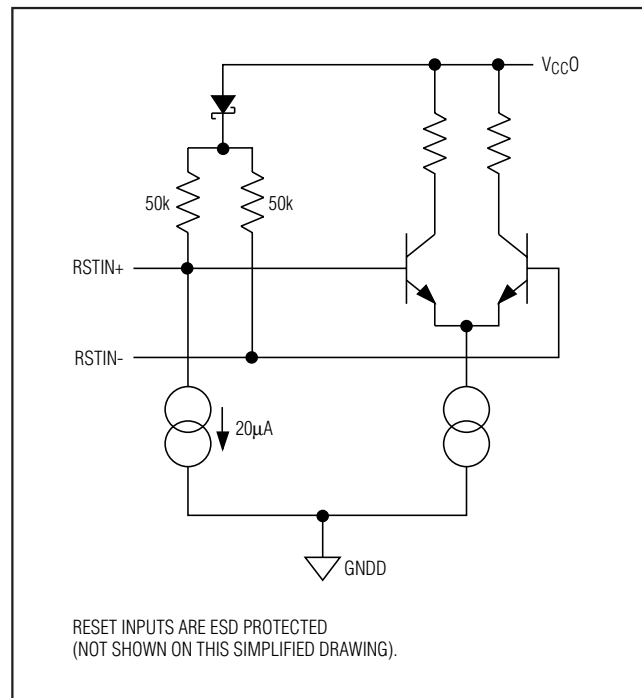 VCCO
50k
50k
RSTIN+
RSTIN-
20μA
GNDD
RESET INPUTS ARE ESD PROTECTED
(NOT SHOWN ON THIS SIMPLIFIED DRAWING).